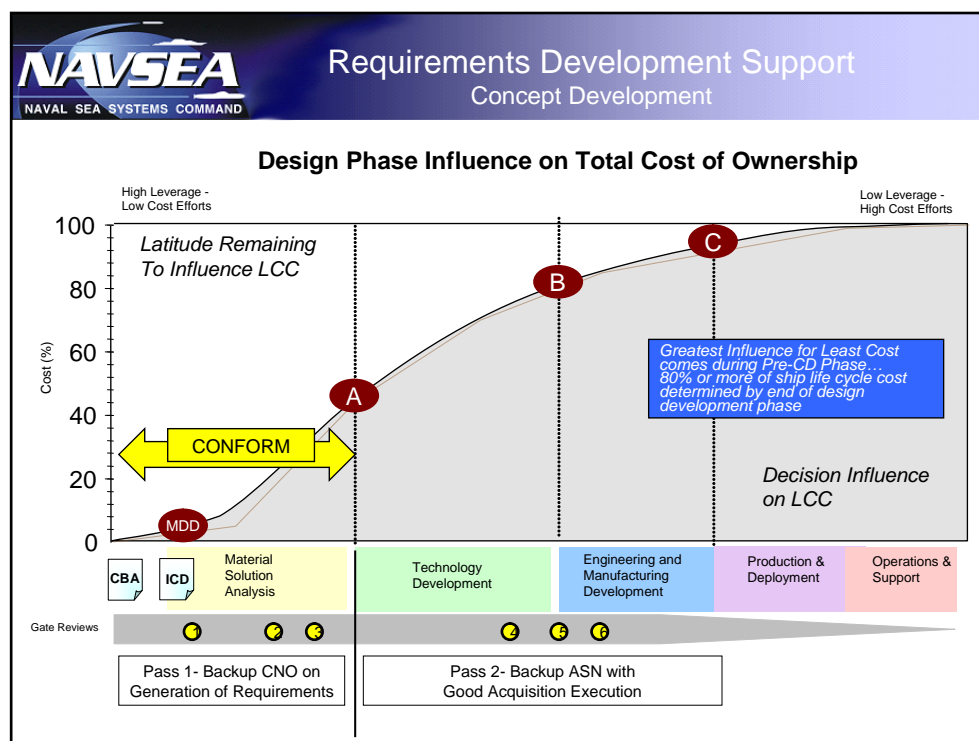 NAVSEA
NAVAL SEA SYSTEMS COMMAND
Requirements Development Support
Concept Development
Design Phase Influence on Total Cost of Ownership
High Leverage -
Low Cost Efforts
Low Leverage -
High Cost Efforts
Latitude Remaining
To Influence LCC
100
80
60
40
20
0
Cost (%)
MDD
A
B
C
CONFORM
Greatest Influence for Least Cost
comes during Pre-CD Phase…
80% or more of ship life cycle cost
determined by end of design
development phase
Decision Influence
on LCC
CBA
ICD
Material
Solution
Analysis
Technology
Development
Engineering and
Manufacturing
Development
Production &
Deployment
Operations &
Support
Gate Reviews
1
2
3
4
5
6
Pass 1- Backup CNO on
Generation of Requirements
Pass 2- Backup ASN with
Good Acquisition Execution